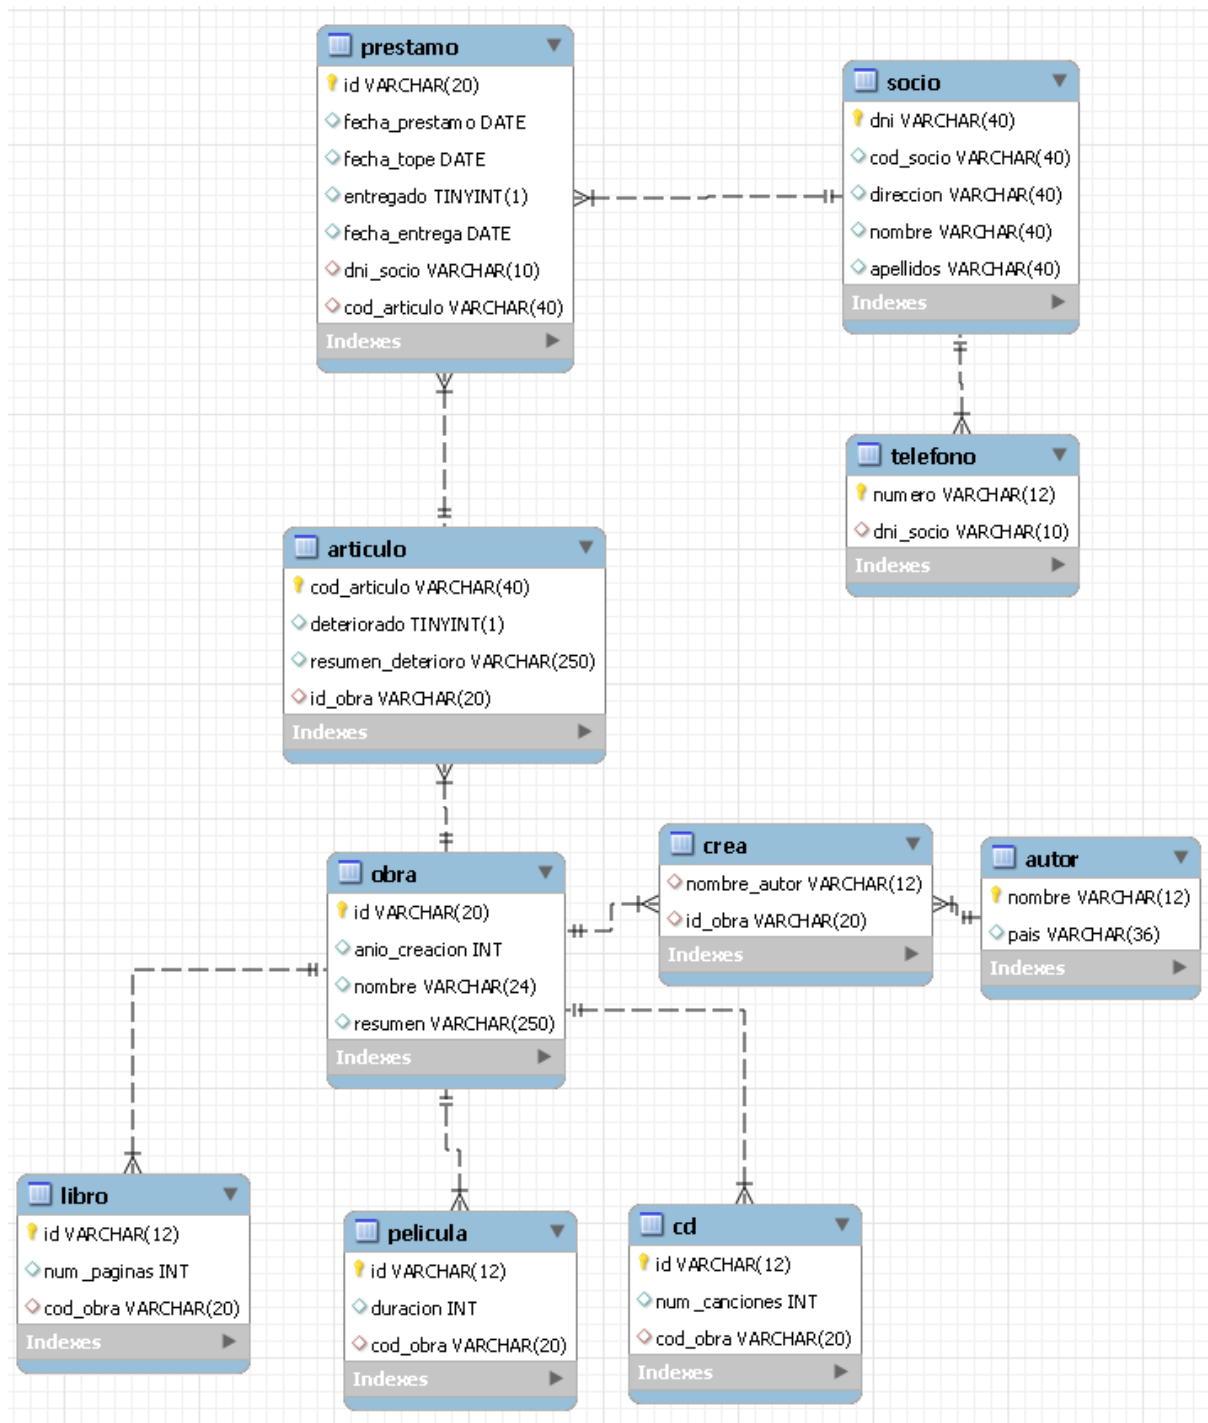 prestamo
id VARCHAR(20)
fecha_prestamo DATE
fecha_tope DATE
entregado TINYINT(1)
fecha_entrega DATE
dni_socio VARCHAR(10)
cod_articulo VARCHAR(40)
Indexes
socio
dni VARCHAR(40)
cod_socio VARCHAR(40)
direccion VARCHAR(40)
nombre VARCHAR(40)
apellidos VARCHAR(40)
Indexes
telefono
numero VARCHAR(12)
dni_socio VARCHAR(10)
Indexes
articulo
cod_articulo VARCHAR(40)
deteriorado TINYINT(1)
resumen_deterioro VARCHAR(250)
id_obra VARCHAR(20)
Indexes
obra
id VARCHAR(20)
anio_creacion INT
nombre VARCHAR(24)
resumen VARCHAR(250)
Indexes
crea
nombre_autor VARCHAR(12)
id_obra VARCHAR(20)
Indexes
autor
nombre VARCHAR(12)
pais VARCHAR(36)
Indexes
libro
id VARCHAR(12)
num_paginas INT
cod_obra VARCHAR(20)
Indexes
pelicula
id VARCHAR(12)
duracion INT
cod_obra VARCHAR(20)
Indexes
cd
id VARCHAR(12)
num_canciones INT
cod_obra VARCHAR(20)
Indexes